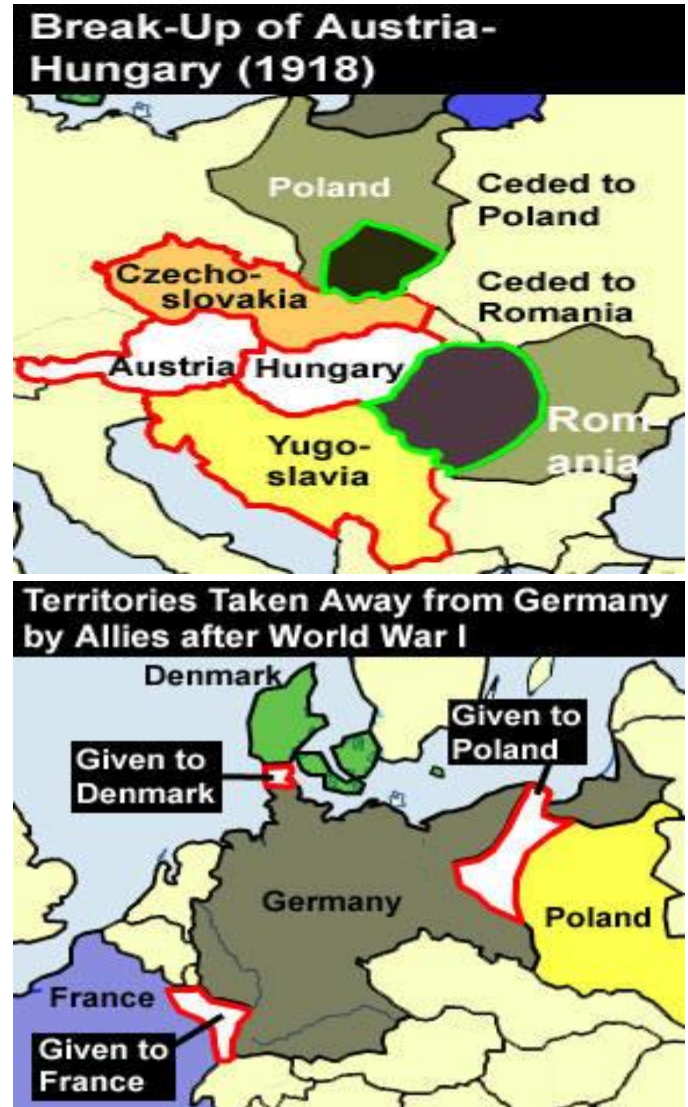 Break-Up of Austria-
Hungary (1918)
Poland
Ceded to
Poland
Czecho-
slovakia
Ceded to
Romania
Austria
Hungary
Rom-
ania
Yugo-
slavia
Territories Taken Away from Germany
by Allies after World War I
Denmark
Given to
Poland
Given to
Denmark
Germany
Poland
France
Given to
France